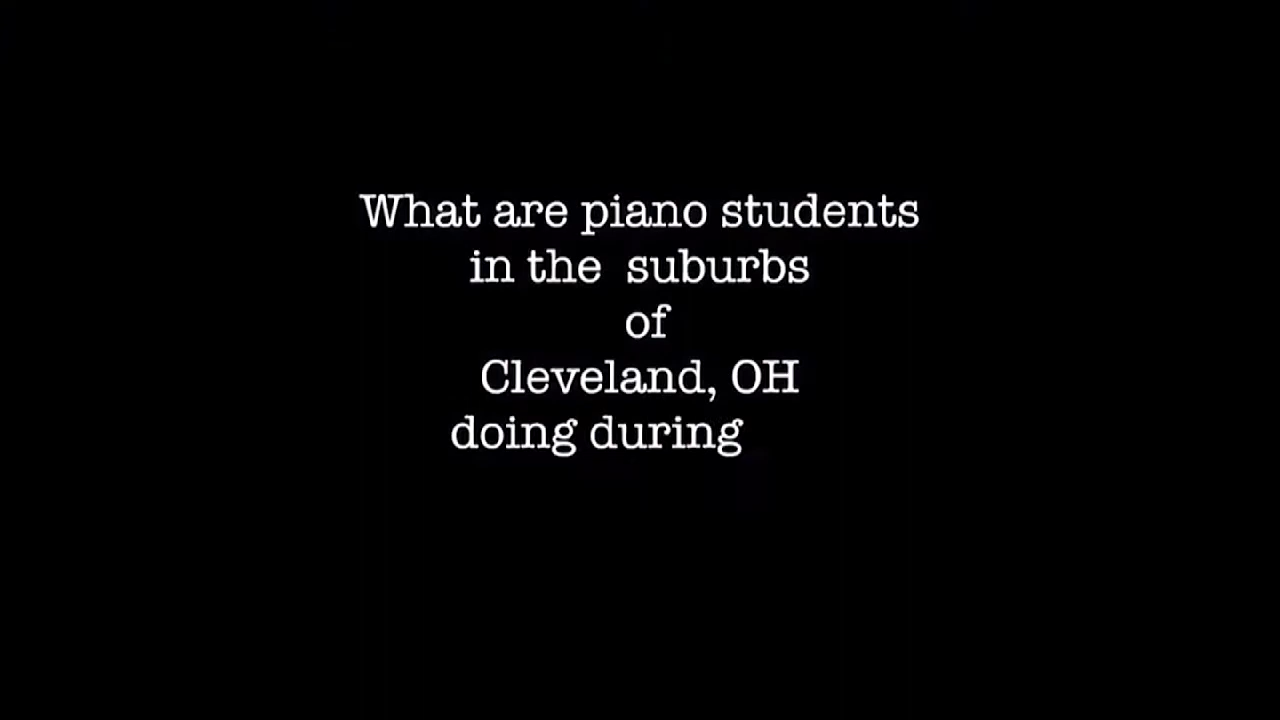 What are piano students
in the  suburbs
of
Cleveland, OH
doing during